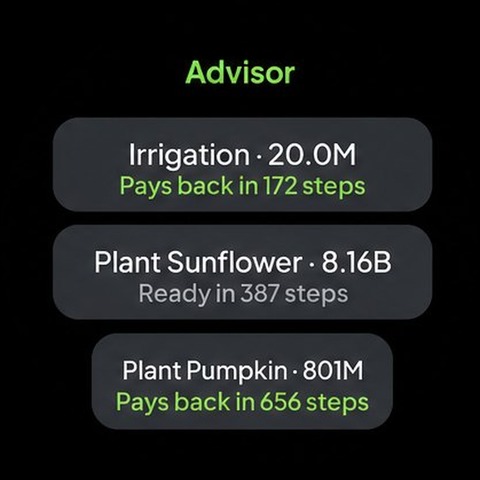 Advisor
Irrigation · 20.0M
Pays back in 172 steps
Plant Sunflower · 8.16B
Ready in 387 steps
Plant Pumpkin · 801M
Pays back in 656 steps